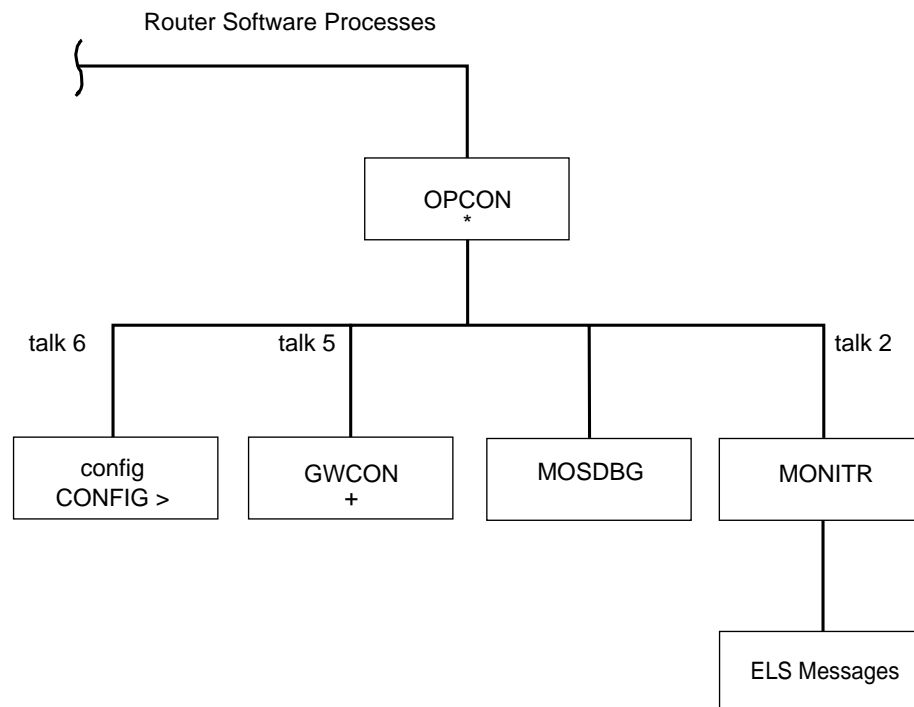 Router Software Processes
OPCON
*
talk 6
talk 5
talk 2
config
CONFIG >
GWCON
+
MOSDBG
MONITR
ELS Messages